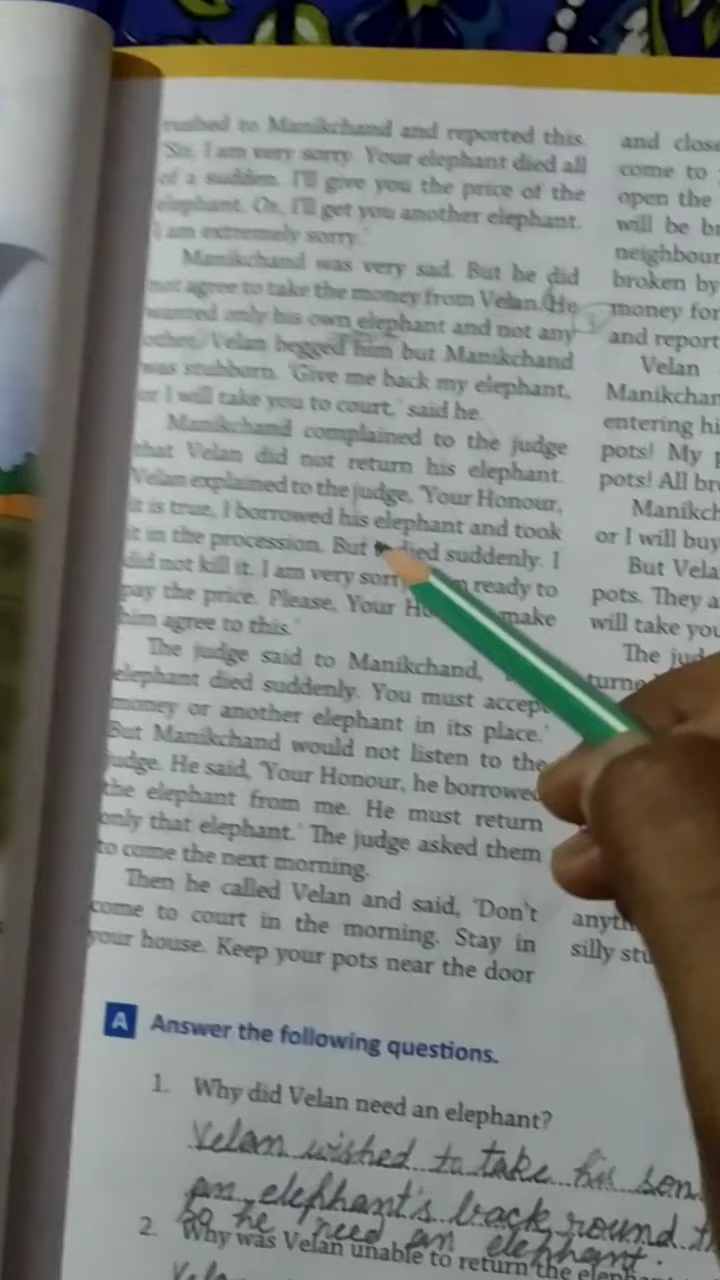 rushed to Manikchand and reported this.
'Sir, I am very sorry. Your elephant died all
of a sudden. I'll give you the price of the
elephant. Or, I'll get you another elephant.
I am extremely sorry.'
Manikchand was very sad. But he did
not agree to take the money from Velan. He
wanted only his own elephant and not any
other. Velan begged him but Manikchand
was stubborn. 'Give me back my elephant,
or I will take you to court,' said he.
Manikchand complained to the judge
that Velan did not return his elephant.
Velan explained to the judge, 'Your Honour,
it is true, I borrowed his elephant and took
it in the procession. But died suddenly. I
did not kill it. I am very ready to
pay the price. Please, Your make
him agree to this.'
The judge said to Manikchand,
elephant died suddenly. You must accept
money or another elephant in its place.'
But Manikchand would not listen to the
judge. He said, 'Your Honour, he borrowed
the elephant from me. He must return
only that elephant.' The judge asked them
to come the next morning.
Then he called Velan and said, 'Don't
come to court in the morning. Stay in
your house. Keep your pots near the door
and close
come to
open the
will be
neighbour
broken by
money for
and report
Velan
Manikchan
entering
pots! My
pots! All
Manikch
or I will buy
But Vela
pots. They
will take you
The
turne
silly
A Answer the following questions.
1. Why did Velan need an elephant?
Velan wished to take his son
an elephant's back round
so he need an elephant.
2. Why was Velan unable to return the